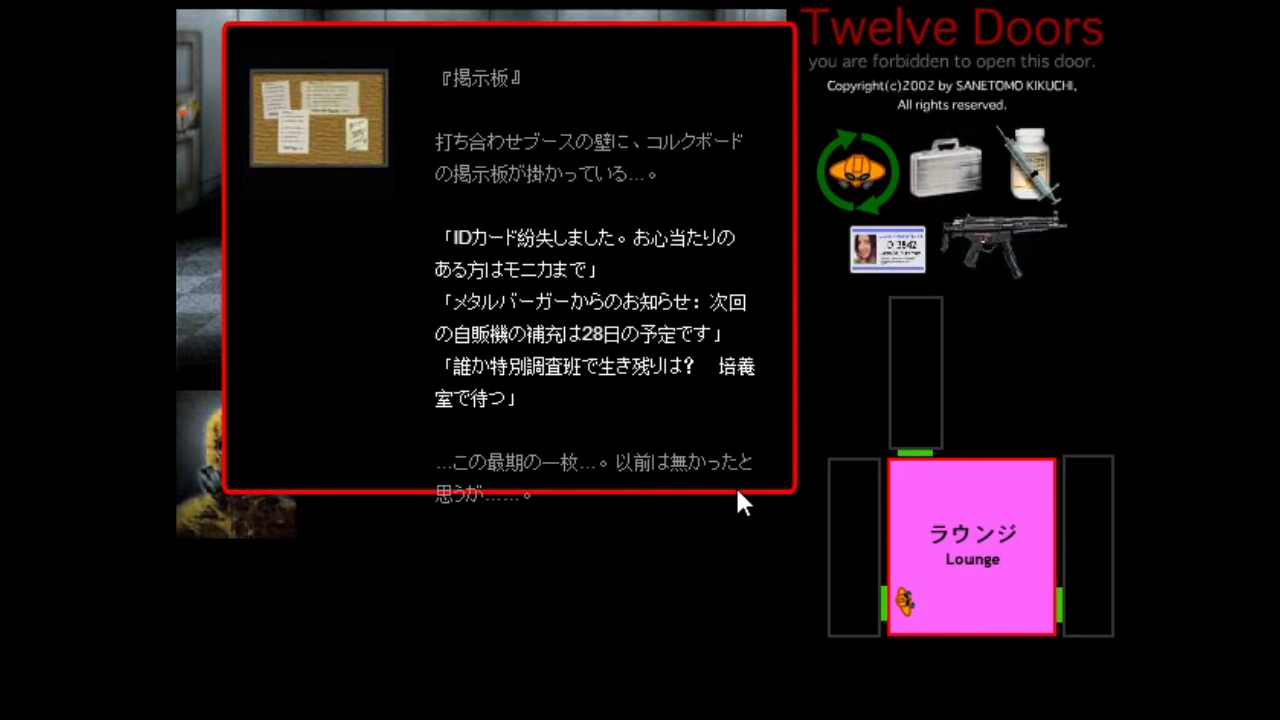 Twelve Doors
you are forbidden to open this door.
Copyright(c)2002 by SANETOMO KIKUCHI,
All rights reserved.
『掲示板』
打ち合わせブースの壁に、コルクボード
の掲示板が掛かっている…。
「IDカード紛失しました。お心当たりの
ある方はモニカまで」
「メタルバーガーからのお知らせ：次回
の自販機の補充は28日の予定です」
「誰か特別調査班で生き残りは？　培養
室で待つ」
…この最期の一枚…。以前は無かったと
思うが……。
ラウンジ
Lounge